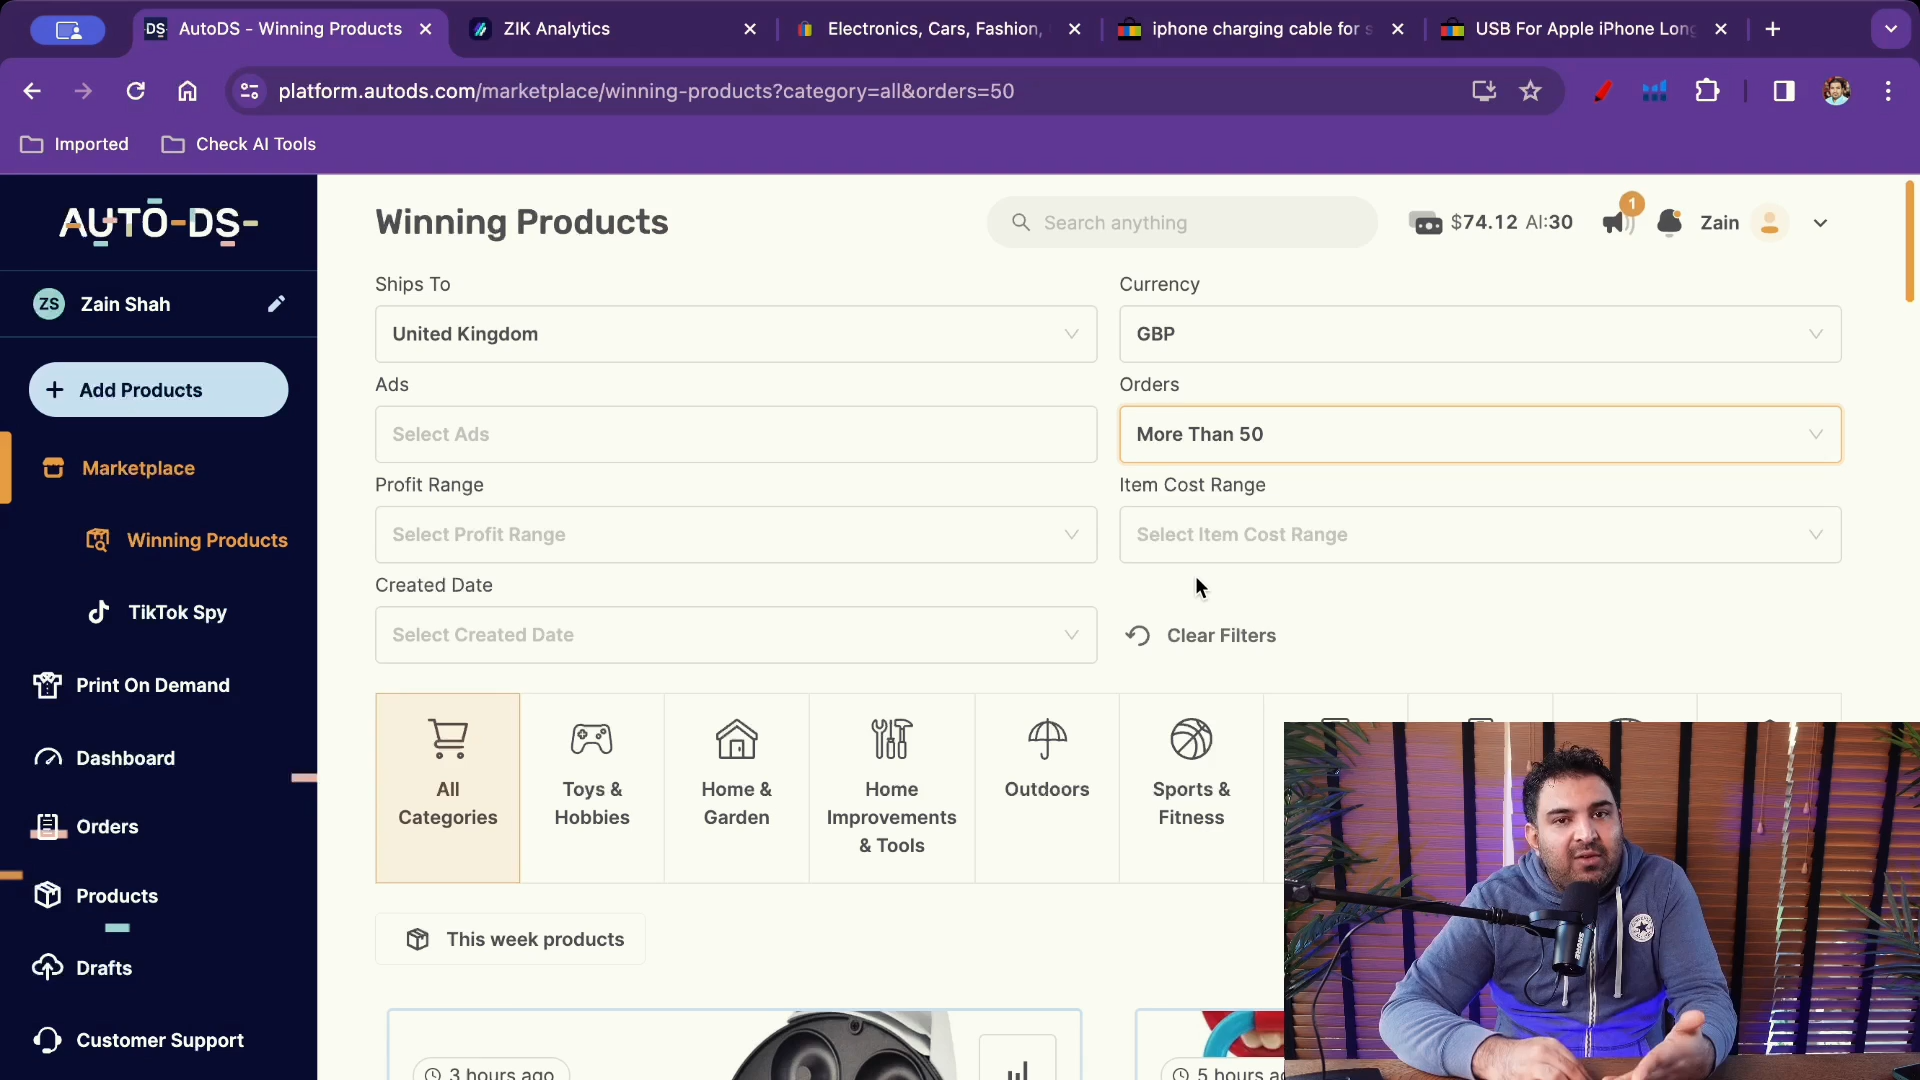 DS AutoDS - Winning Products
ZIK Analytics
Electronics, Cars, Fashion,
iphone charging cable for s
USB For Apple iPhone Long
platform.autods.com/marketplace/winning-products?category=all&orders=50
Imported
Check AI Tools
AUTO-DS-
Winning Products
Search anything
$74.12 AI:30
1
Zain
ZS Zain Shah
Ships To
Currency
United Kingdom
GBP
Ads
Orders
Add Products
Select Ads
More Than 50
Marketplace
Profit Range
Item Cost Range
Winning Products
Select Profit Range
Select Item Cost Range
Created Date
TikTok Spy
Select Created Date
Clear Filters
Print On Demand
Dashboard
All
Categories
Toys &
Hobbies
Home &
Garden
Home
Improvements
& Tools
Outdoors
Sports &
Fitness
Orders
Products
This week products
Drafts
Customer Support
3 hours ago
5 hours ag
SHURE